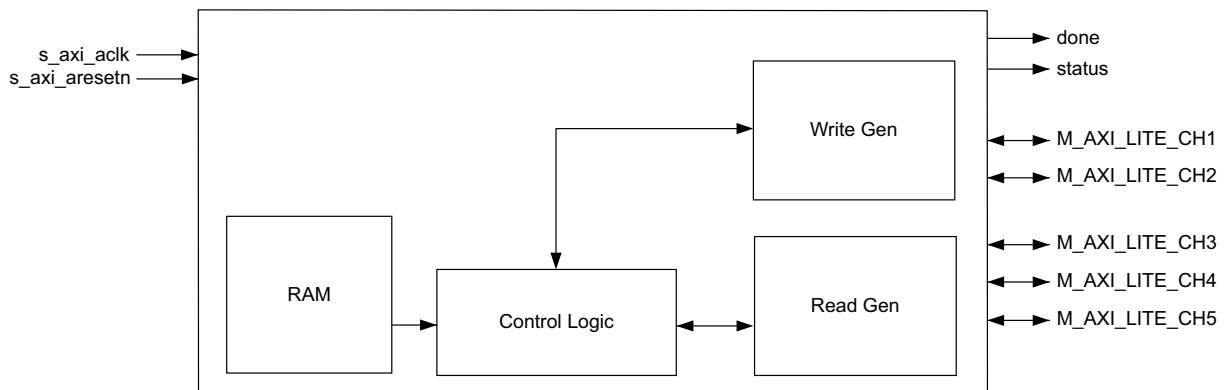 s_axi_aclk
s_axi_aresetn
done
status
Write Gen
M_AXI_LITE_CH1
M_AXI_LITE_CH2
M_AXI_LITE_CH3
M_AXI_LITE_CH4
M_AXI_LITE_CH5
RAM
Control Logic
Read Gen